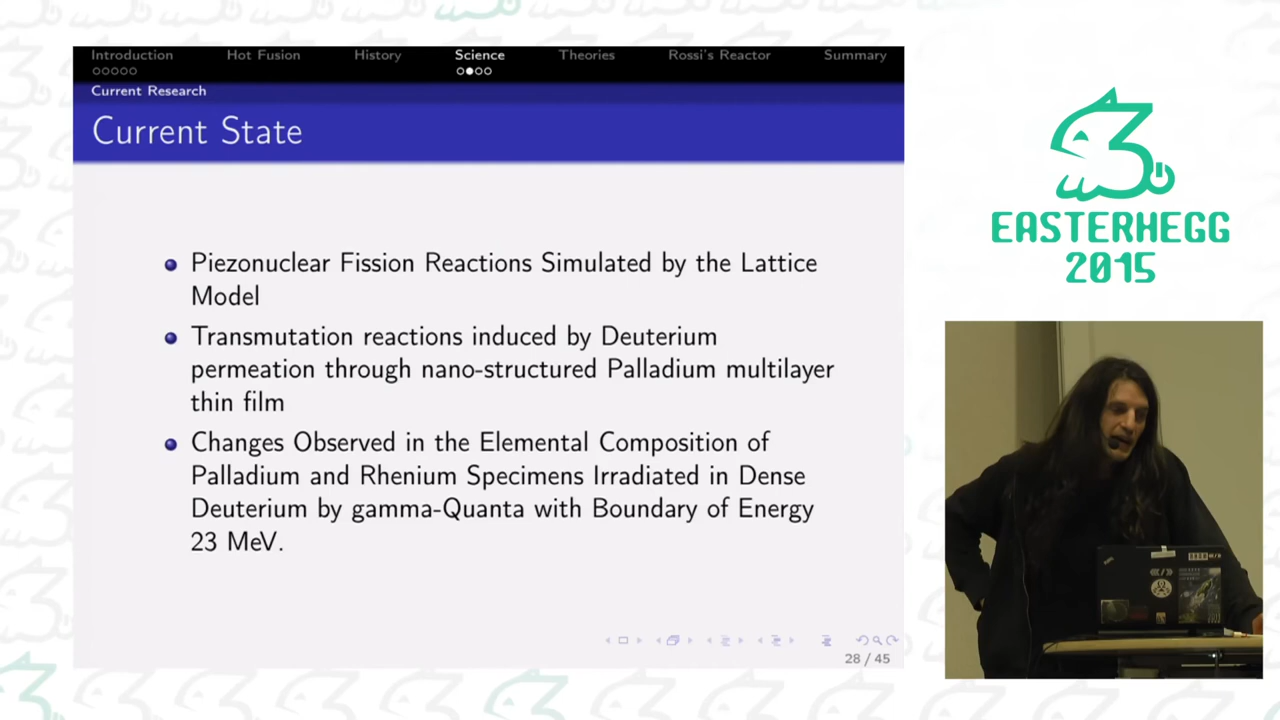 Introduction Hot Fusion History Science Theories Rossi's Reactor Summary
Current Research
Current State
Piezonuclear Fission Reactions Simulated by the Lattice
Model
Transmutation reactions induced by Deuterium
permeation through nano-structured Palladium multilayer
thin film
Changes Observed in the Elemental Composition of
Palladium and Rhenium Specimens Irradiated in Dense
Deuterium by gamma-Quanta with Boundary of Energy
23 MeV.
28 / 45
EASTERHEGG
2015